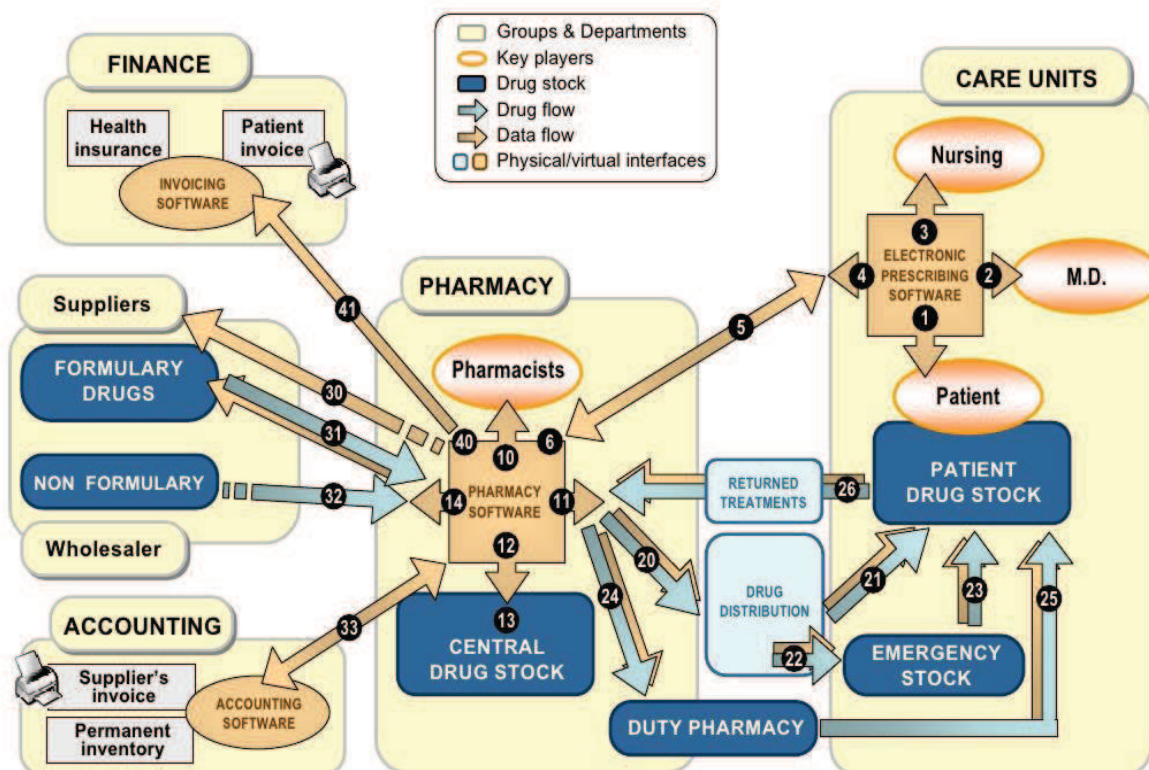 Groups & Departments
Key players
Drug stock
Drug flow
Data flow
Physical/virtual interfaces
FINANCE
Health
insurance
Patient
invoice
INVOICING
SOFTWARE
41
Suppliers
FORMULARY
DRUGS
NON FORMULARY
Wholesaler
30
31
32
ACCOUNTING
Supplier's
invoice
Permanent
inventory
ACCOUNTING
SOFTWARE
33
PHARMACY
Pharmacists
40
10
6
14
PHARMACY
SOFTWARE
11
12
13
CENTRAL
DRUG STOCK
5
RETURNED
TREATMENTS
26
20
24
DRUG
DISTRIBUTION
21
22
23
25
DUTY PHARMACY
CARE UNITS
Nursing
3
4
ELECTRONIC
PRESCRIBING
SOFTWARE
2
M.D.
1
Patient
PATIENT
DRUG STOCK
EMERGENCY
STOCK